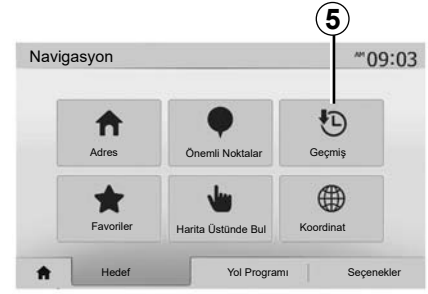 5
Navigasyon
AM 09:03
Adres
Önemli Noktalar
Geçmiş
Favoriler
Harita Üstünde Bul
Koordinat
Hedef
Yol Programı
Seçenekler